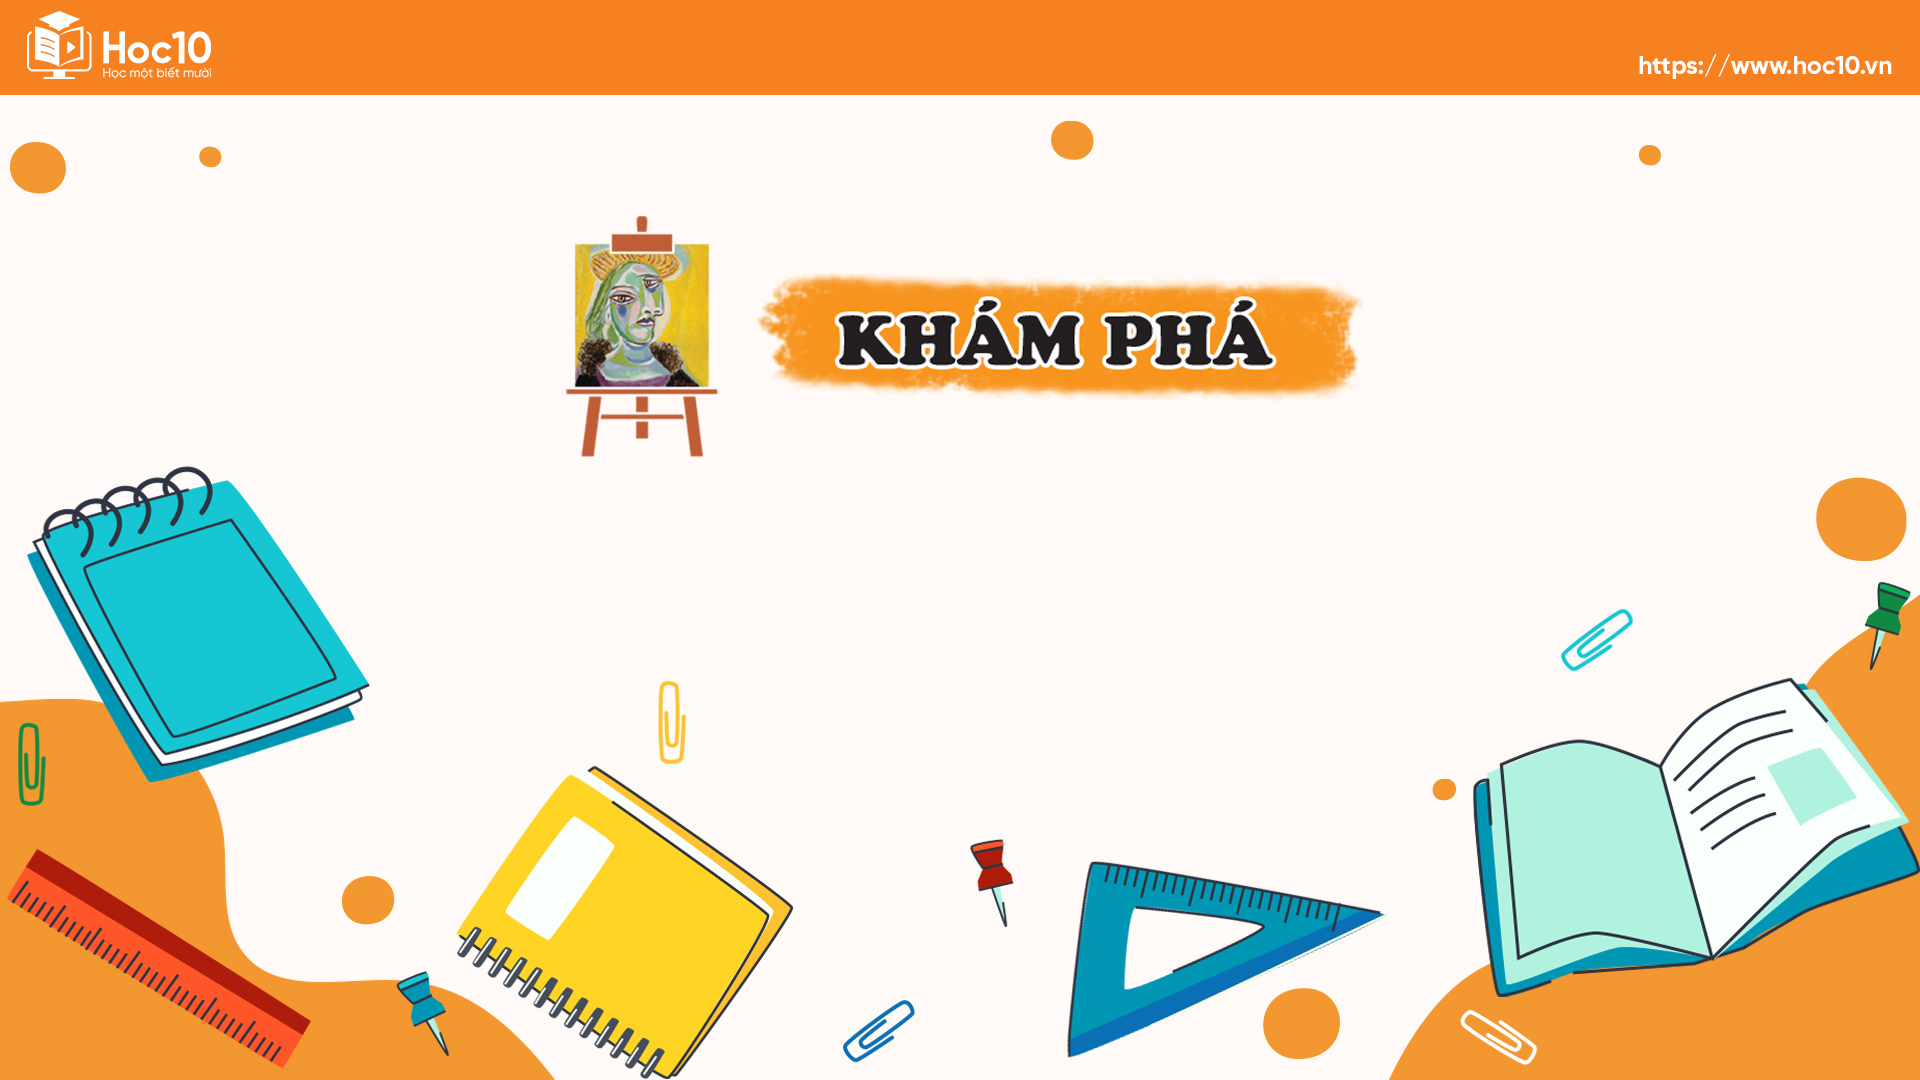 Hoc10
Học một biết mười
https://www.hoc10.vn
KHÁM PHÁ